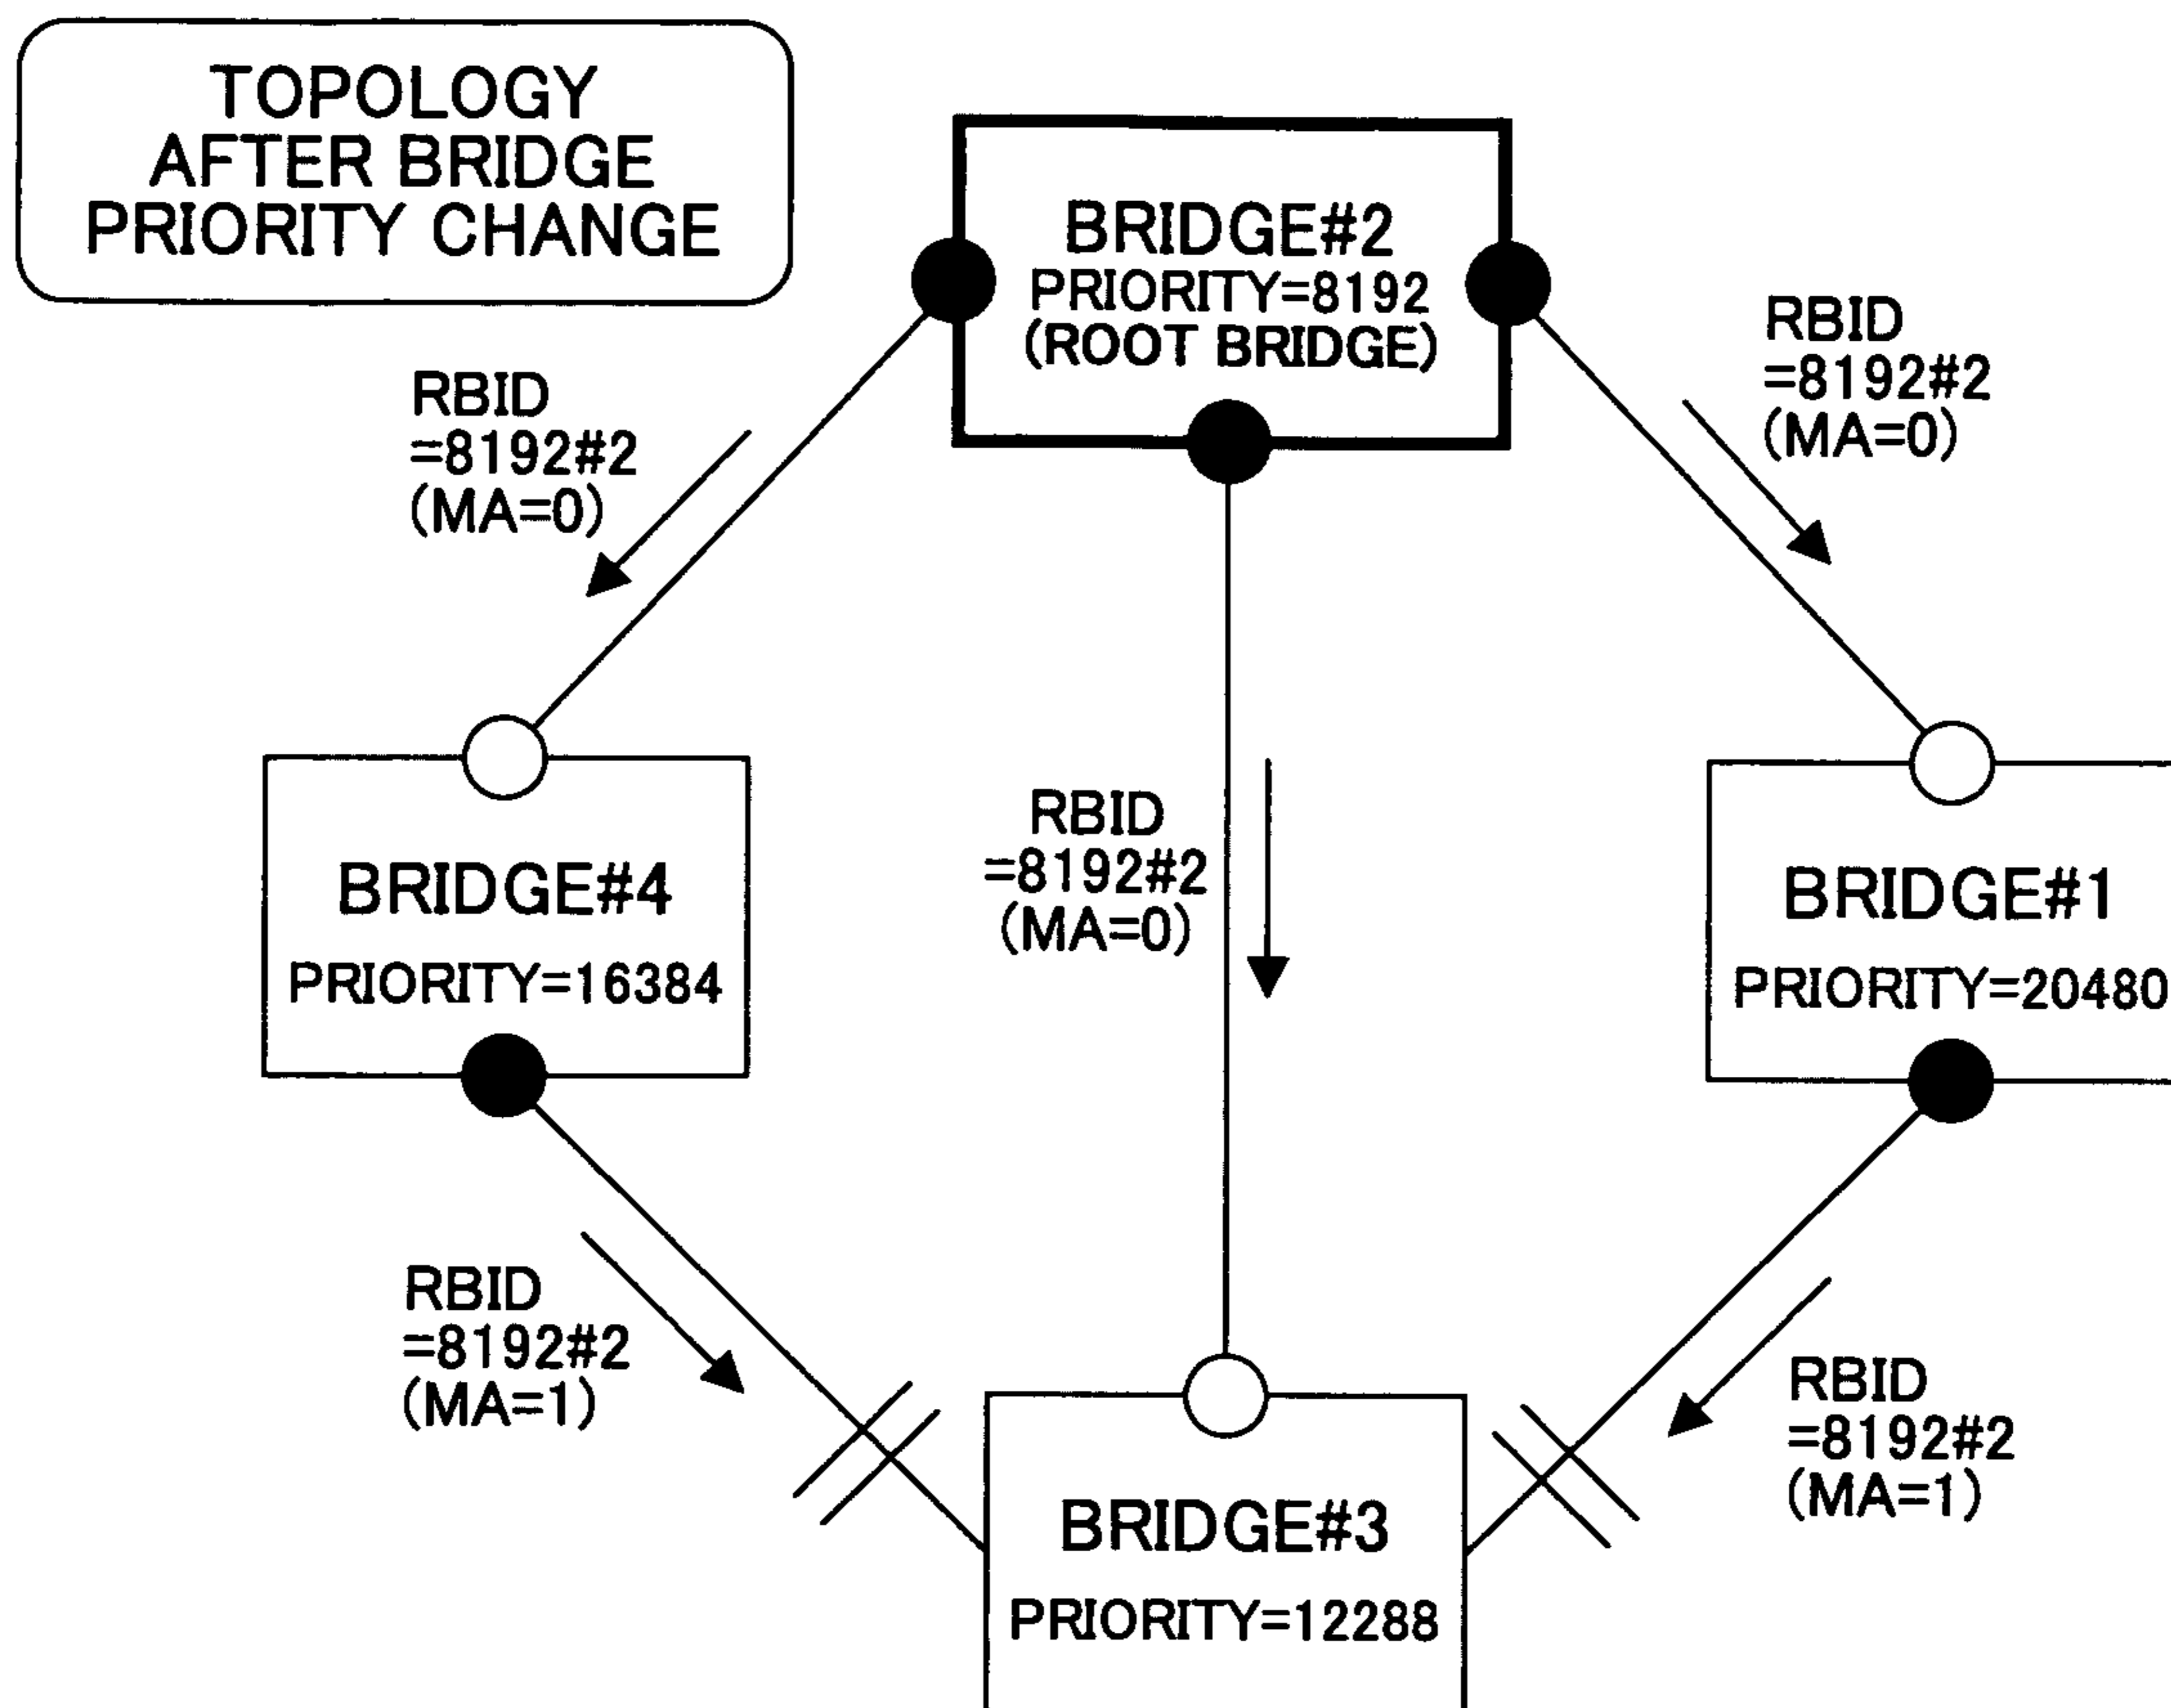 TOPOLOGY
AFTER BRIDGE
PRIORITY CHANGE
BRIDGE#2
PRIORITY=8192
(ROOT BRIDGE)
RBID
=8192#2
(MA=0)
RBID
=8192#2
(MA=0)
RBID
=8192#2
(MA=0)
BRIDGE#4
PRIORITY=16384
BRIDGE#1
PRIORITY=20480
RBID
=8192#2
(MA=1)
RBID
=8192#2
(MA=1)
BRIDGE#3
PRIORITY=12288